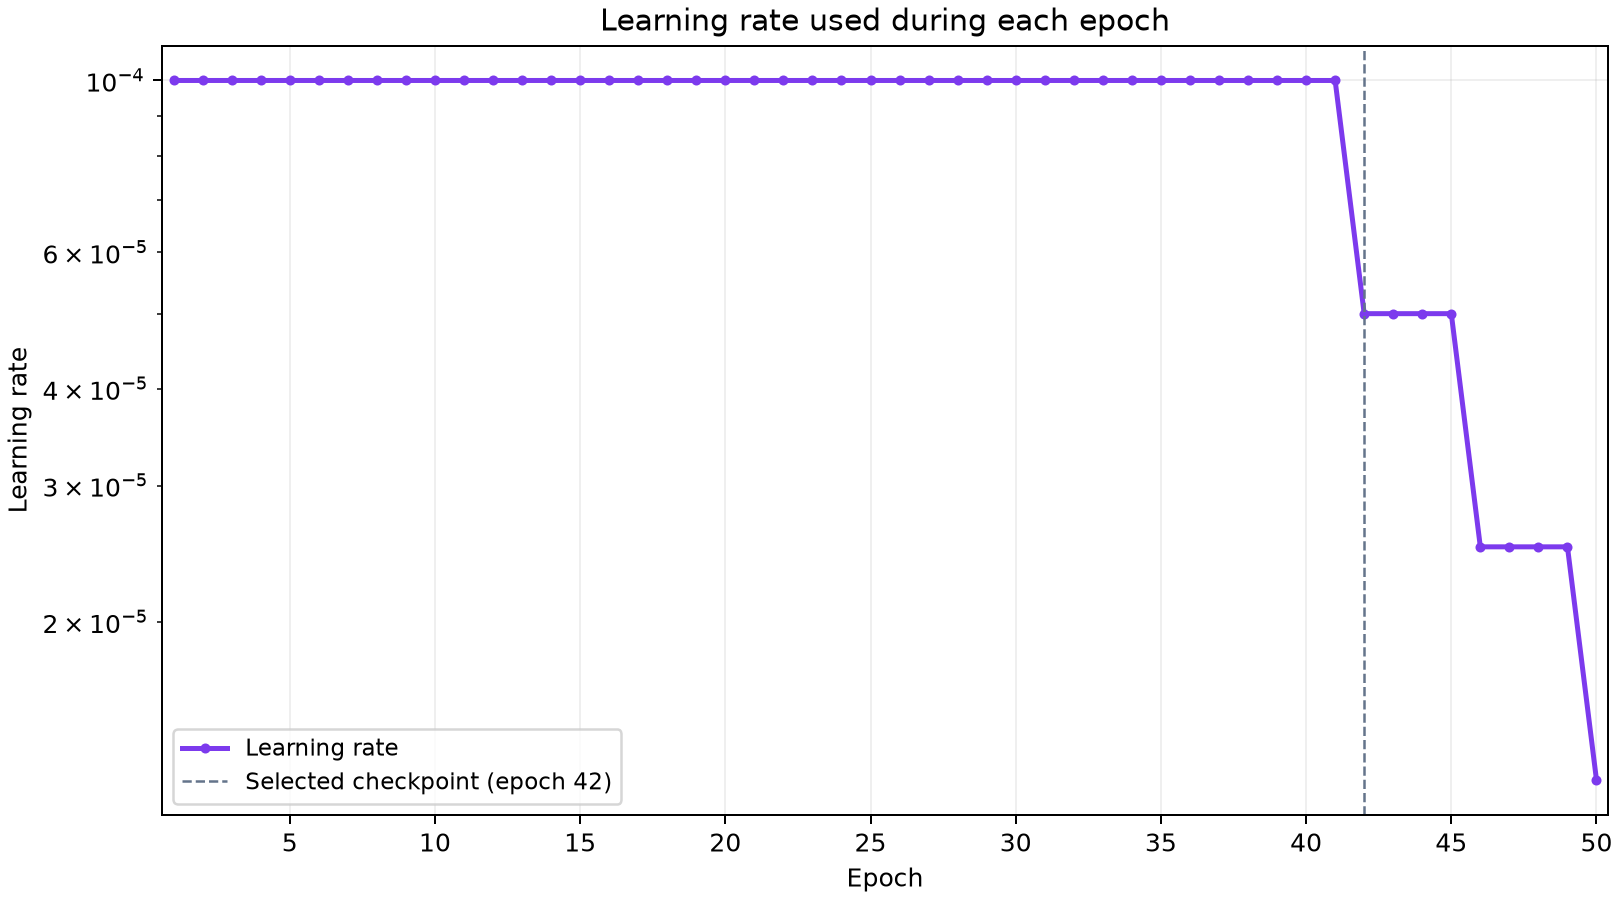 Learning rate used during each epoch
10⁻⁴
6 × 10⁻⁵
4 × 10⁻⁵
3 × 10⁻⁵
2 × 10⁻⁵
Learning rate
Learning rate
Selected checkpoint (epoch 42)
5 10 15 20 25 30 35 40 45 50
Epoch